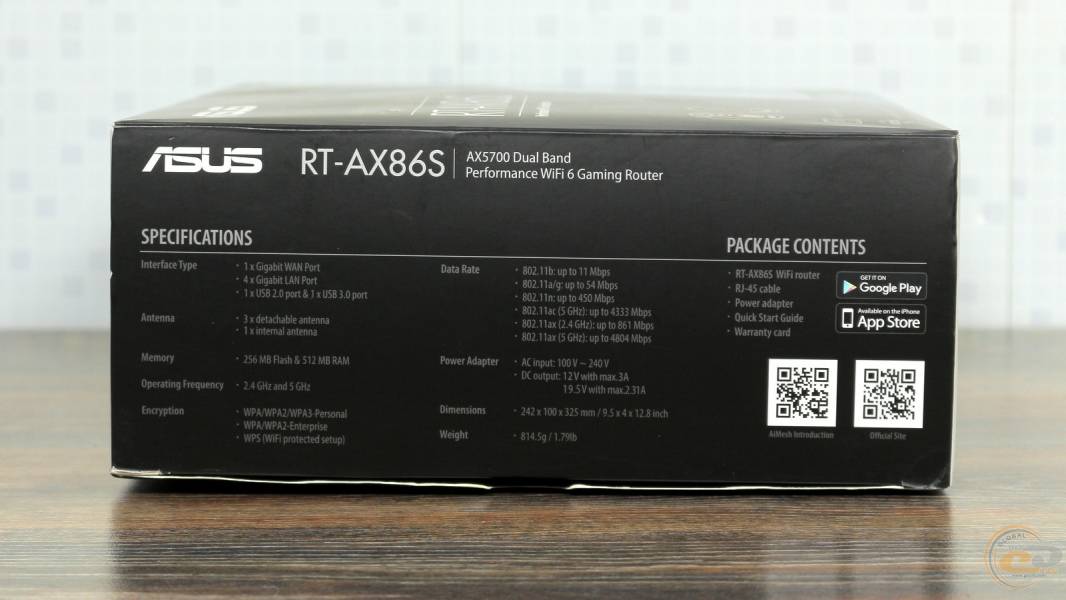 ASUS RT-AX86S AX5700 Dual Band
Performance WiFi 6 Gaming Router
SPECIFICATIONS
Interface Type
· 1 x Gigabit WAN Port
· 4 x Gigabit LAN Port
· 1 x USB 2.0 port & 1 x USB 3.0 port
Antenna
· 3 x detachable antenna
· 1 x internal antenna
Memory
· 256 MB Flash & 512 MB RAM
Operating Frequency
· 2.4 GHz and 5 GHz
Encryption
· WPA/WPA2/WPA3-Personal
· WPA/WPA2-Enterprise
· WPS (WiFi protected setup)
Data Rate
· 802.11b: up to 11 Mbps
· 802.11a/g: up to 54 Mbps
· 802.11n: up to 450 Mbps
· 802.11ac (5 GHz): up to 4333 Mbps
· 802.11ax (2.4 GHz): up to 861 Mbps
· 802.11ax (5 GHz): up to 4804 Mbps
Power Adapter
· AC input: 100 V ~ 240 V
· DC output: 12 V with max.3A
19.5 V with max.2.31A
Dimensions
· 242 x 100 x 325 mm / 9.5 x 4 x 12.8 inch
Weight
· 814.5g / 1.79lb
PACKAGE CONTENTS
· RT-AX86S WiFi router
· RJ-45 cable
· Power adapter
· Quick Start Guide
· Warranty card
GET IT ON
Google Play
Available on the iPhone
App Store
AiMesh Introduction
Official Site
GLOBAL